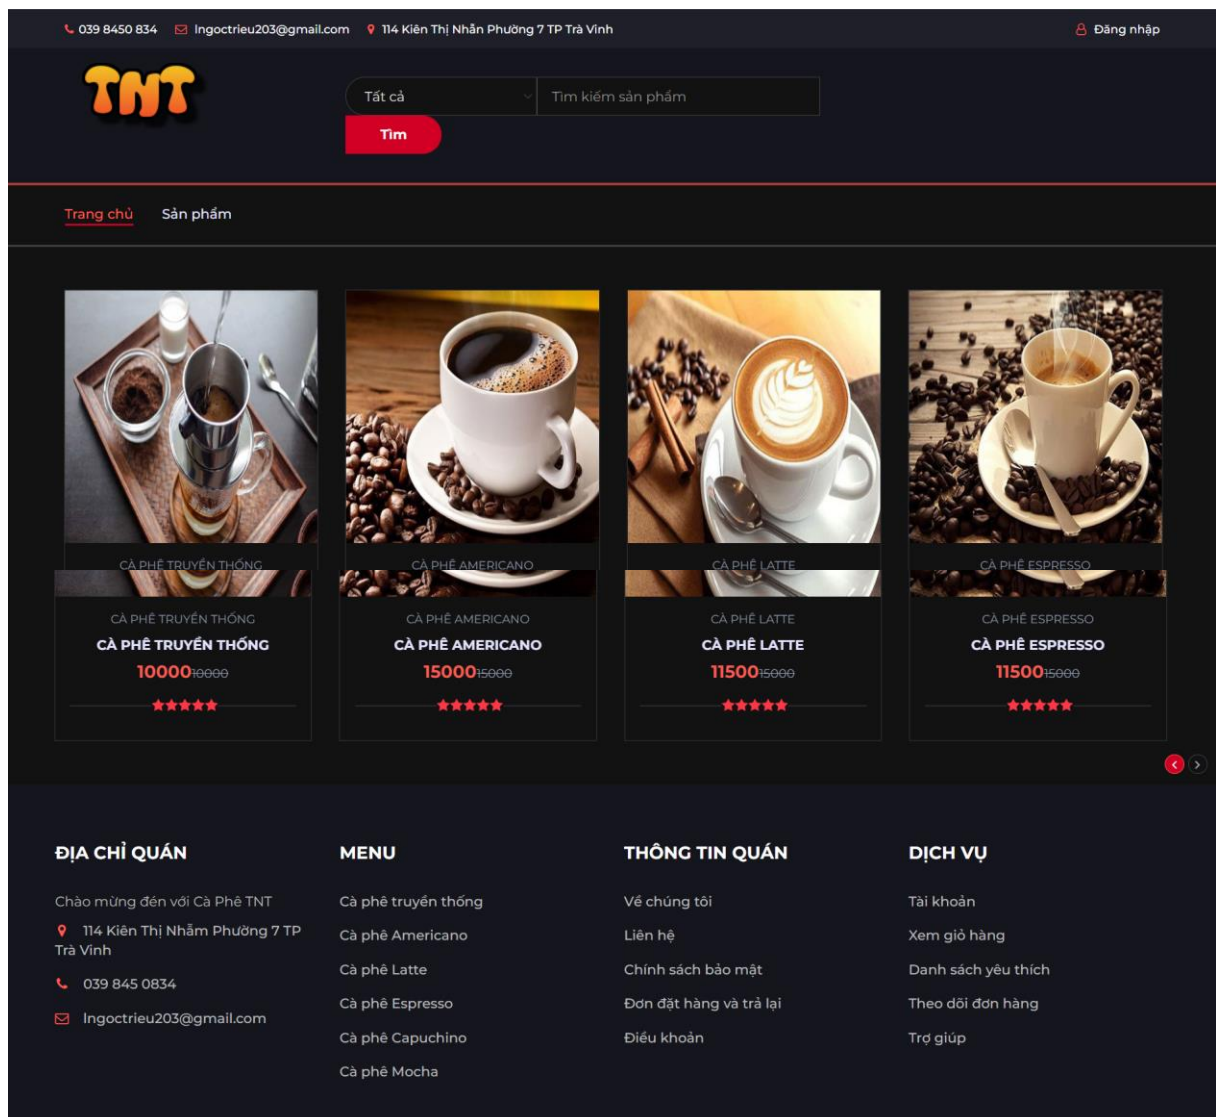 039 8450 834 lngoctrieu203@gmail.com 114 Kiên Thị Nhẫn Phường 7 TP Trà Vinh Đăng nhập
TNT
Tất cả Tìm kiếm sản phẩm
Tìm
Trang chủ Sản phẩm
CÀ PHÊ TRUYỀN THỐNG CÀ PHÊ AMERICANO CÀ PHÊ LATTE CÀ PHÊ ESPRESSO
CÀ PHÊ TRUYỀN THỐNG CÀ PHÊ AMERICANO CÀ PHÊ LATTE CÀ PHÊ ESPRESSO
CÀ PHÊ TRUYỀN THỐNG CÀ PHÊ AMERICANO CÀ PHÊ LATTE CÀ PHÊ ESPRESSO
10000 10000 15000 15000 11500 15000 11500 15000
ĐỊA CHỈ QUÁN
Chào mừng đén với Cà Phê TNT
114 Kiên Thị Nhẫm Phường 7 TP
Trà Vinh
039 845 0834
lngoctrieu203@gmail.com
MENU
Cà phê truyền thống
Cà phê Americano
Cà phê Latte
Cà phê Espresso
Cà phê Capuchino
Cà phê Mocha
THÔNG TIN QUÁN
Về chúng tôi
Liên hệ
Chính sách bảo mật
Đơn đặt hàng và trả lại
Điều khoản
DỊCH VỤ
Tài khoản
Xem giỏ hàng
Danh sách yêu thích
Theo dõi đơn hàng
Trợ giúp